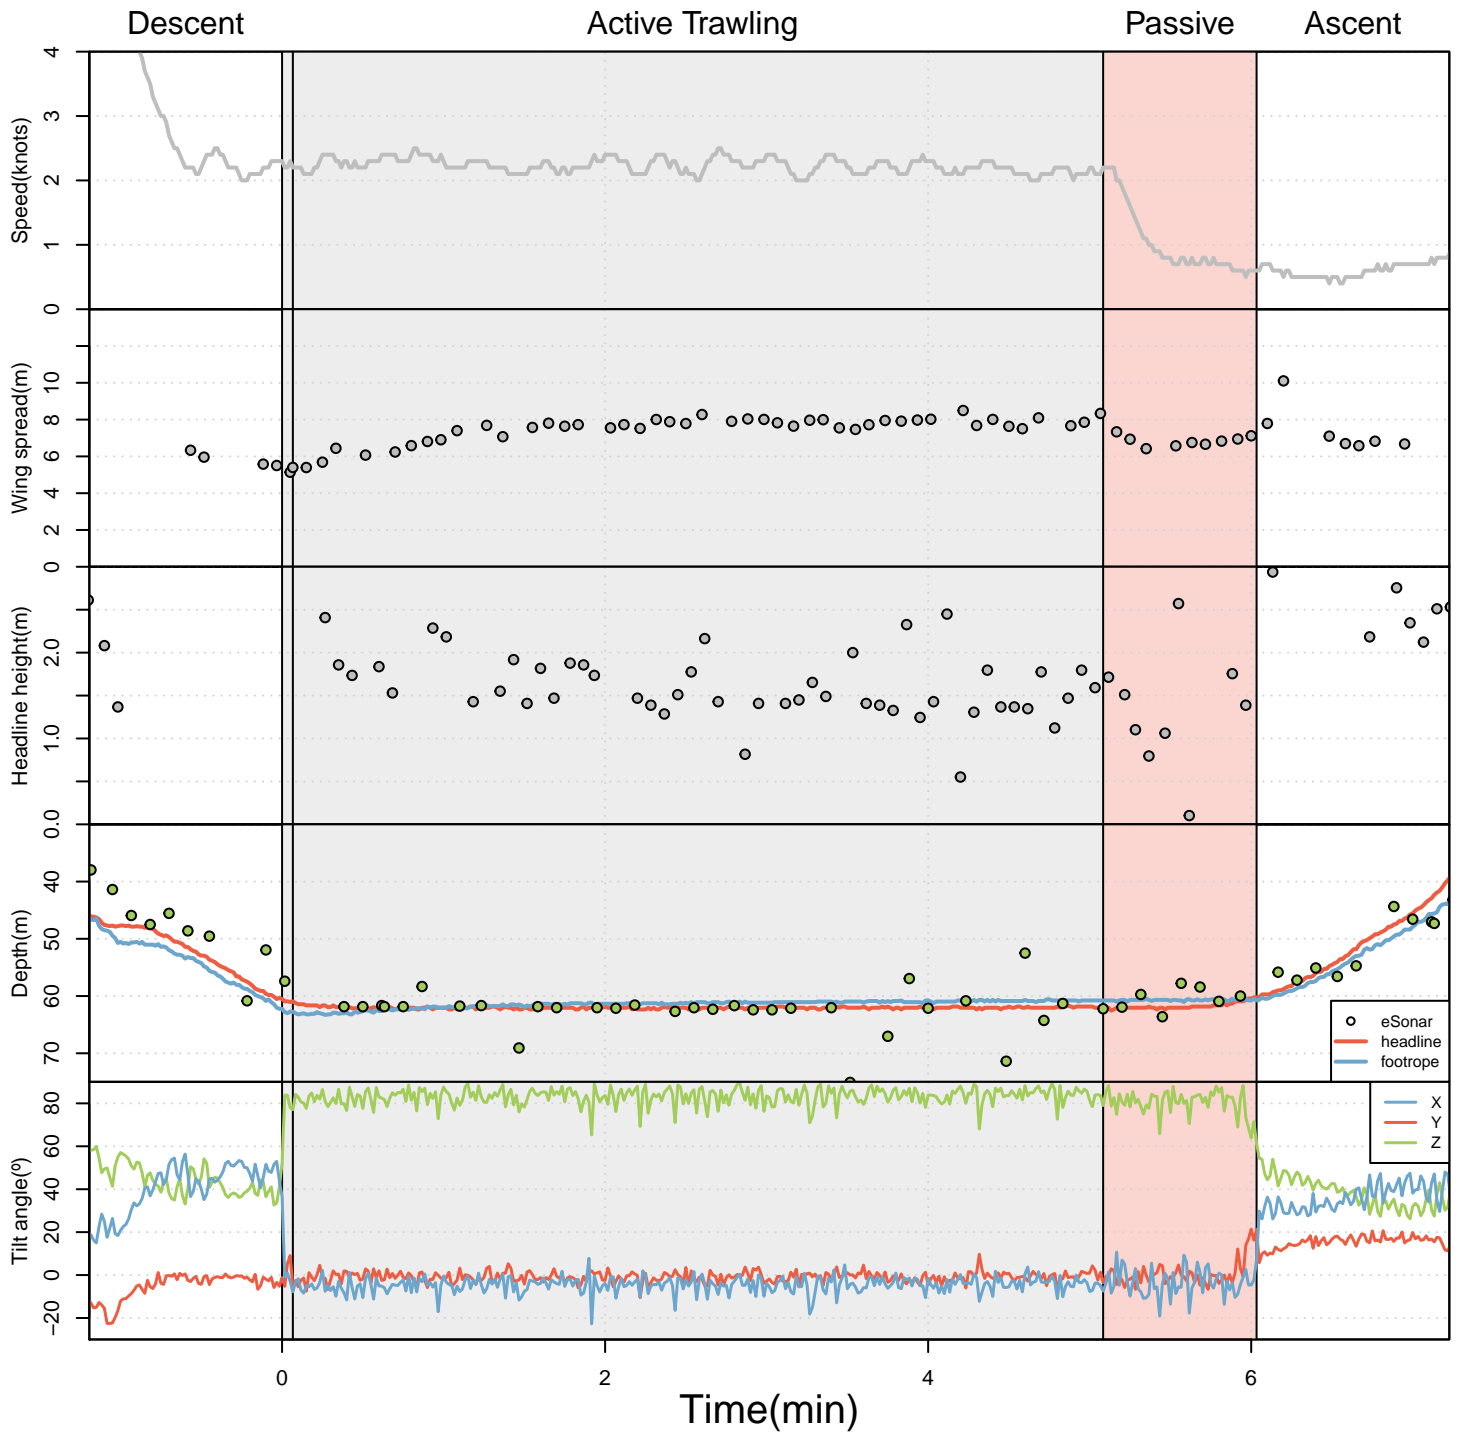 Descent Active Trawling Passive Ascent
Speed(knots)
4
3
2
1
0
Wing spread(m)
10
8
6
4
2
0
Headline height(m)
2.0
1.0
0.0
Depth(m)
40
50
60
70
eSonar
headline
footrope
Tilt angle(º)
80
60
40
20
0
−20
X
Y
Z
0 2 4 6
Time(min)